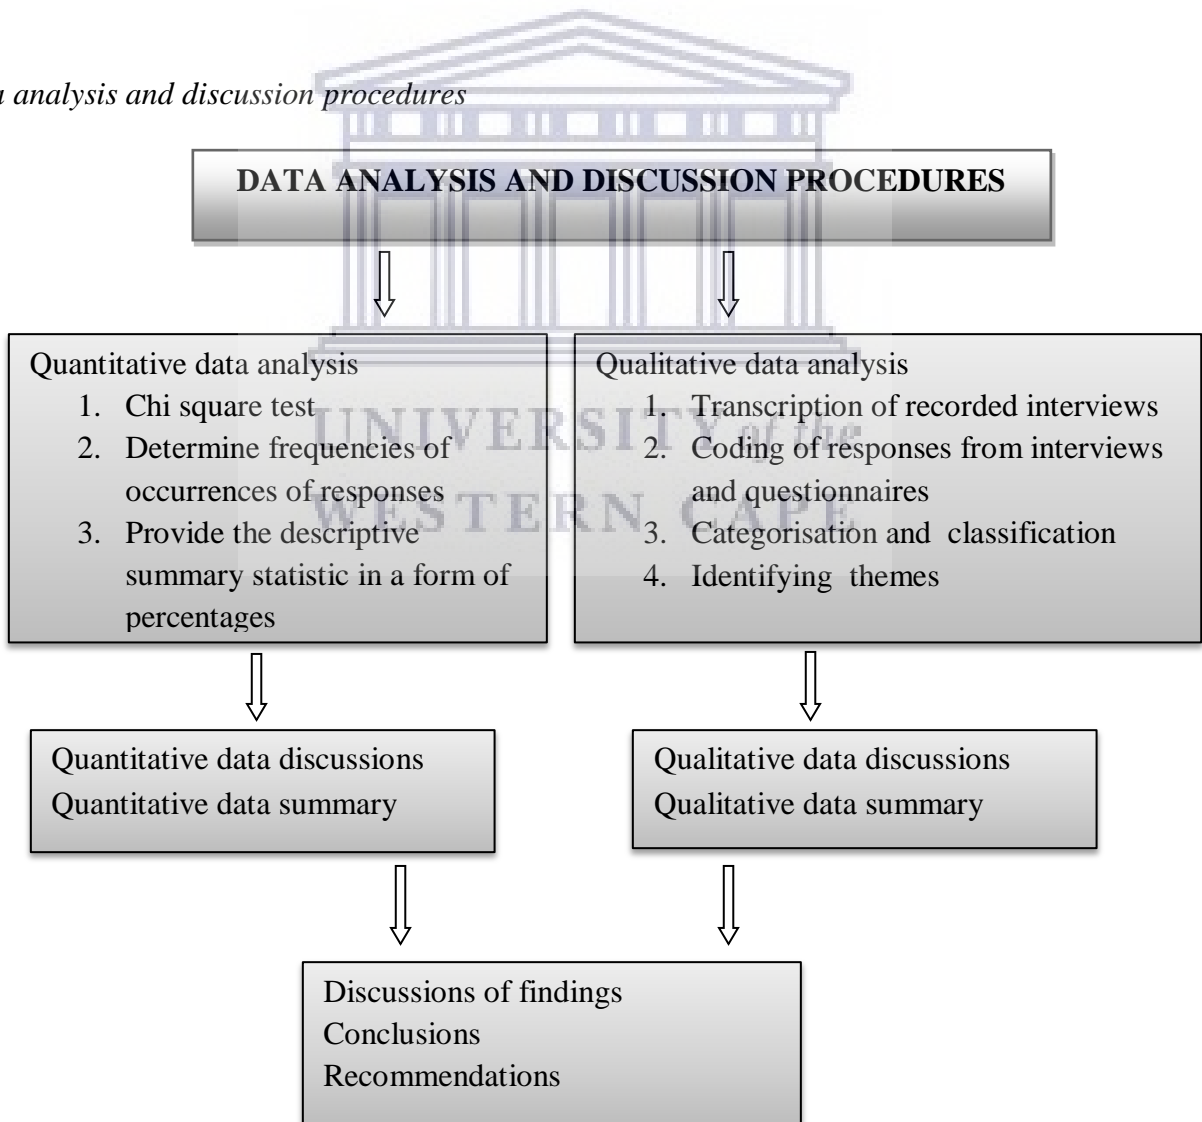 analysis and discussion procedures
DATA ANALYSIS AND DISCUSSION PROCEDURES
Quantitative data analysis
1. Chi square test
2. Determine frequencies of
occurrences of responses
3. Provide the descriptive
summary statistic in a form of
percentages
Qualitative data analysis
1. Transcription of recorded interviews
2. Coding of responses from interviews
and questionnaires
3. Categorisation and classification
4. Identifying themes
UNIVERSITY of the
WESTERN CAPE
Quantitative data discussions
Quantitative data summary
Qualitative data discussions
Qualitative data summary
Discussions of findings
Conclusions
Recommendations